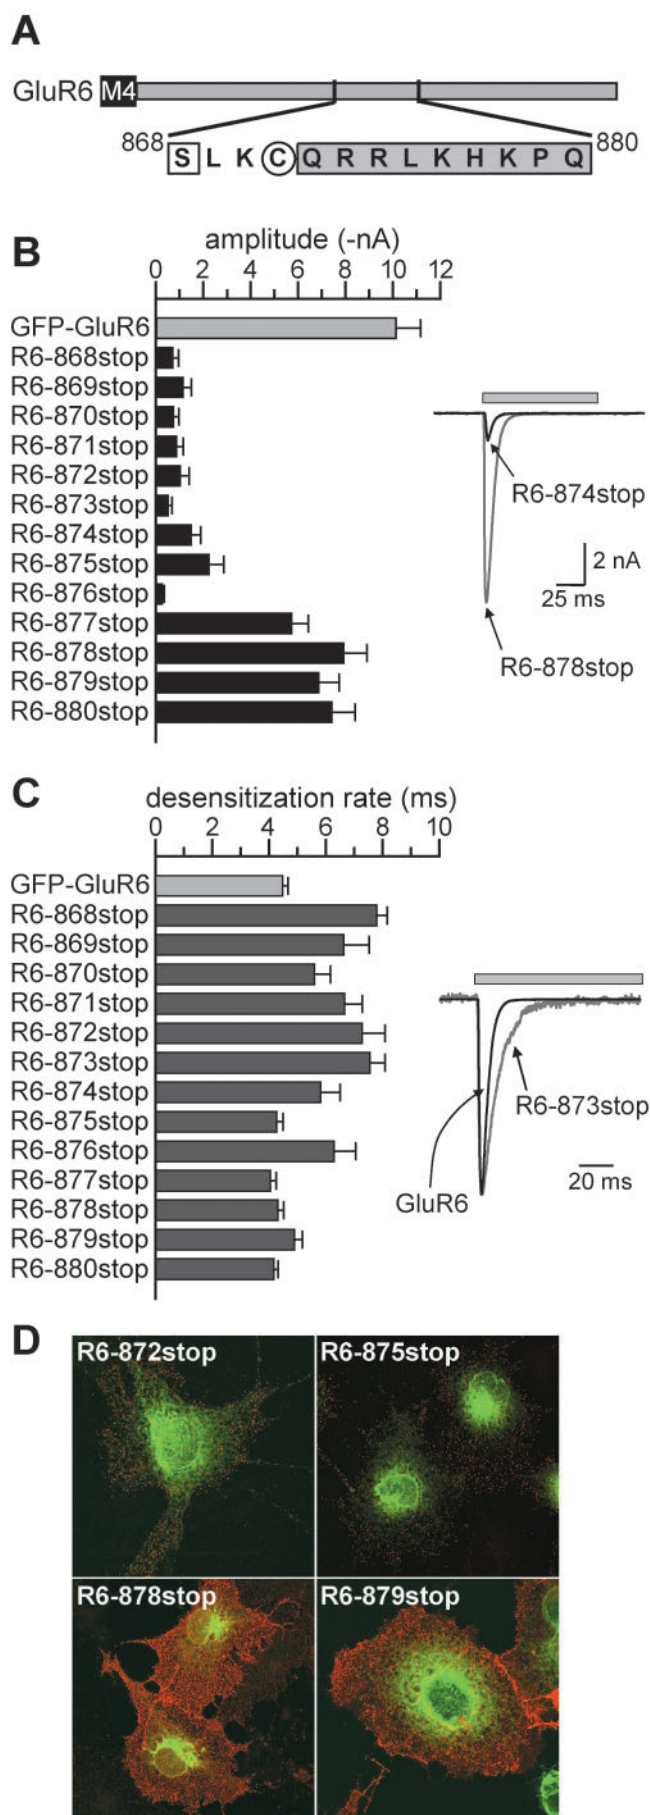 A
GluR6 M4
868 880
S L K C Q R R L K H K P Q
B
amplitude (-nA)
0 2 4 6 8 10 12
GFP-GluR6
R6-868stop
R6-869stop
R6-870stop
R6-871stop
R6-872stop
R6-873stop
R6-874stop
R6-875stop
R6-876stop
R6-877stop
R6-878stop
R6-879stop
R6-880stop
R6-874stop
2 nA
25 ms
R6-878stop
C
desensitization rate (ms)
0 2 4 6 8 10
GFP-GluR6
R6-868stop
R6-869stop
R6-870stop
R6-871stop
R6-872stop
R6-873stop
R6-874stop
R6-875stop
R6-876stop
R6-877stop
R6-878stop
R6-879stop
R6-880stop
R6-873stop
GluR6
20 ms
D
R6-872stop R6-875stop
R6-878stop R6-879stop